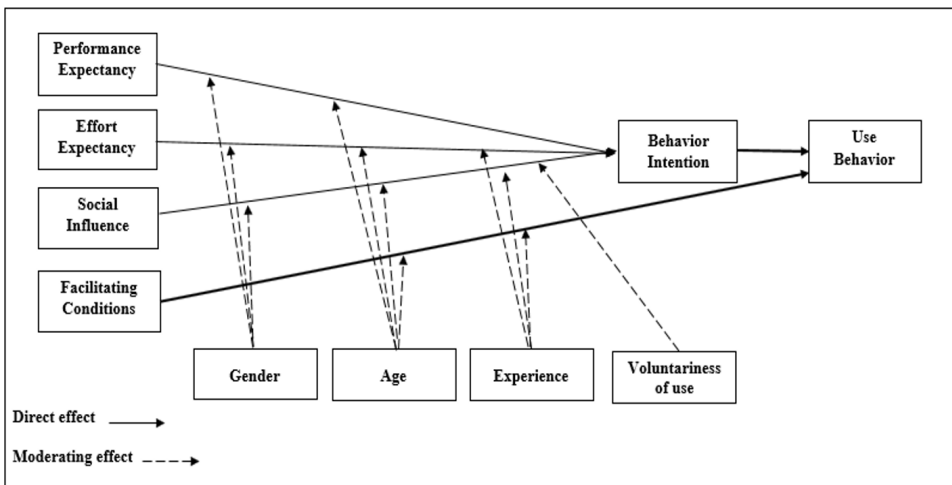 Performance
Expectancy
Effort
Expectancy
Behavior
Intention
Use
Behavior
Social
Influence
Facilitating
Conditions
Gender
Age
Experience
Voluntariness
of use
Direct effect
Moderating effect